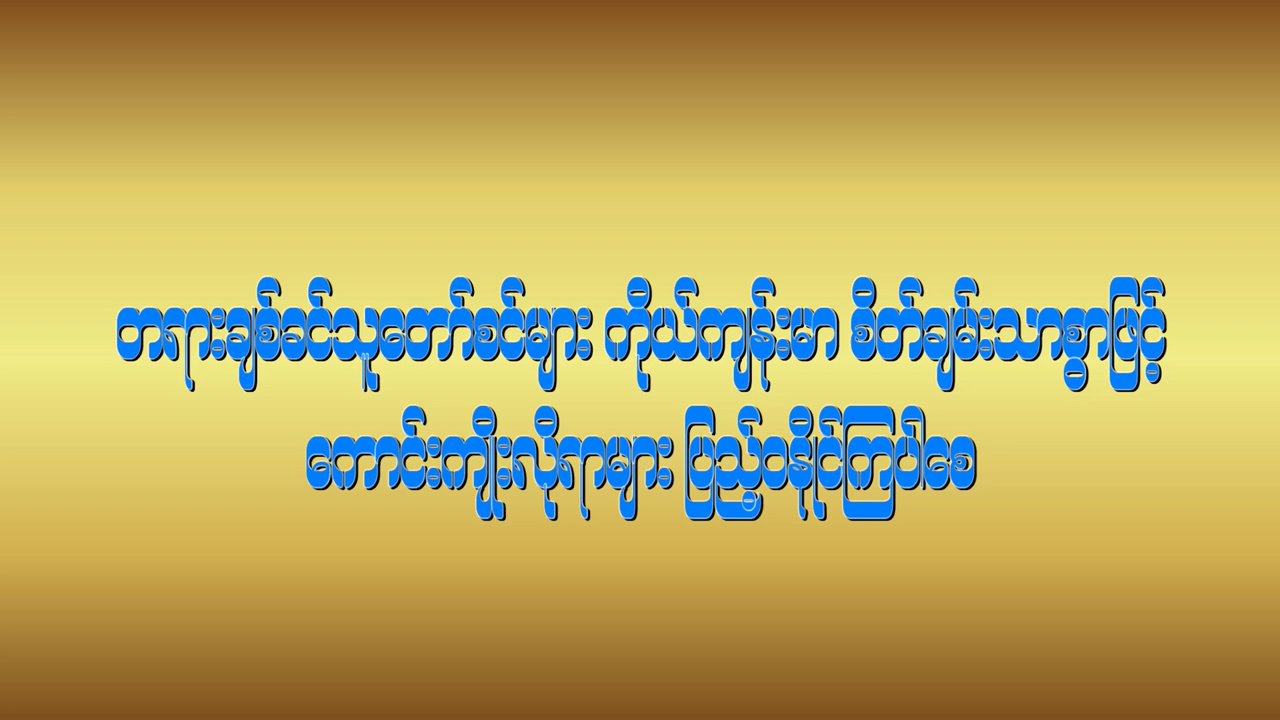 တရားချစ်ခင်သူတော်စင်များ ကိုယ်ကျန်းမာ စိတ်ချမ်းသာစွာဖြင့်
ကောင်းကျိုးလိုရာများ ပြည့်ဝနိုင်ကြပါစေ